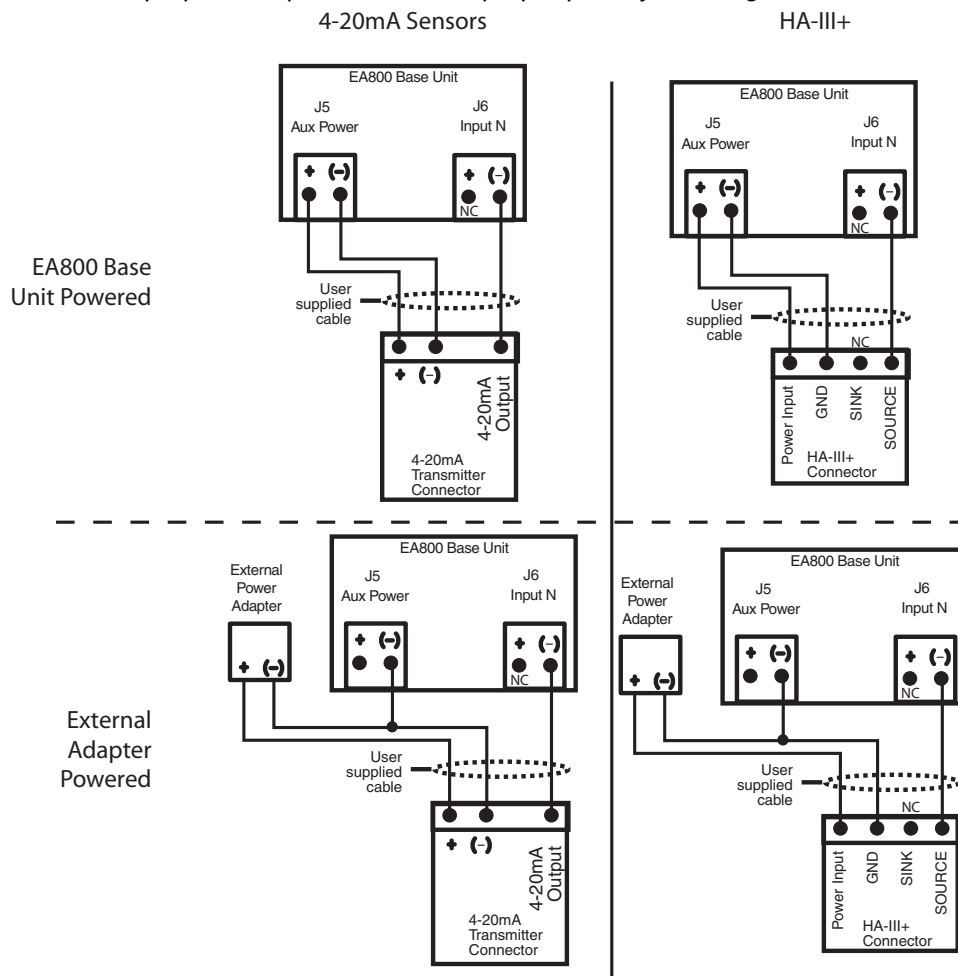 4-20mA Sensors
HA-III+
EA800 Base Unit
J5
Aux Power
J6
Input N
+ (-)
+ (-)
NC
User
supplied
cable
+ (-)
4-20mA
Output
4-20mA
Transmitter
Connector
EA800 Base Unit
J5
Aux Power
J6
Input N
+ (-)
+ (-)
NC
User
supplied
cable
NC
Power Input
GND
SINK
SOURCE
HA-III+
Connector
EA800 Base
Unit Powered
External
Power
Adapter
+ (-)
EA800 Base Unit
J5
Aux Power
J6
Input N
+ (-)
+ (-)
NC
User
supplied
cable
+ (-)
4-20mA
Output
4-20mA
Transmitter
Connector
External
Power
Adapter
+ (-)
EA800 Base Unit
J5
Aux Power
J6
Input N
+ (-)
+ (-)
NC
User
supplied
cable
NC
Power Input
GND
SINK
SOURCE
HA-III+
Connector
External
Adapter
Powered